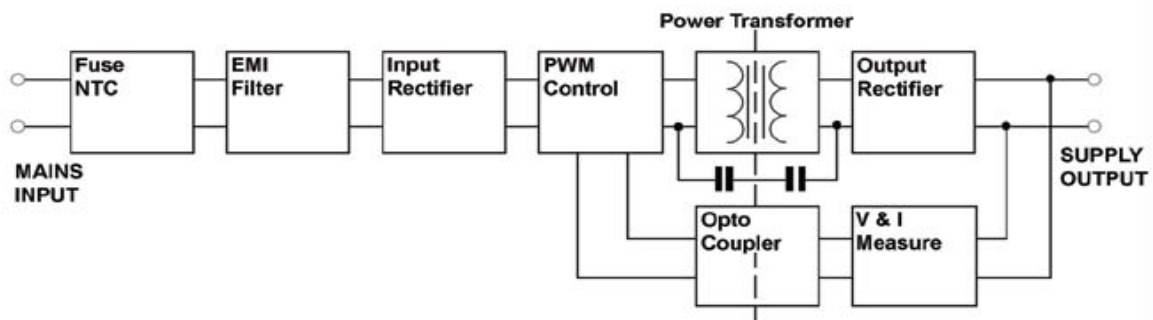 Power Transformer
Fuse
NTC
EMI
Filter
Input
Rectifier
PWM
Control
Output
Rectifier
MAINS
INPUT
SUPPLY
OUTPUT
Opto
Coupler
V & I
Measure